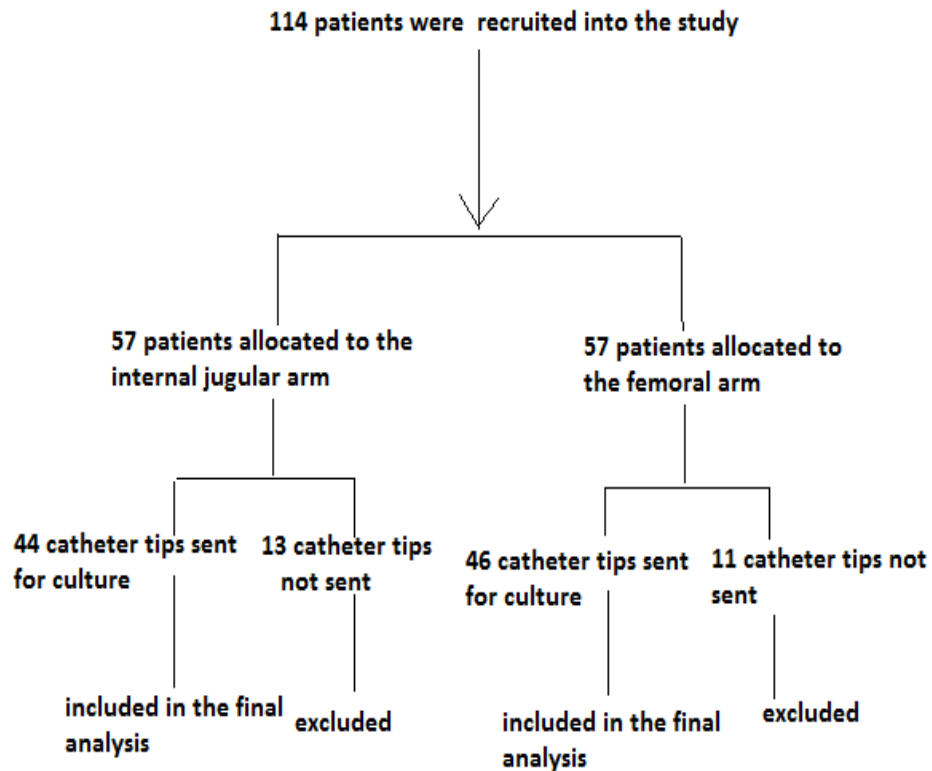 114 patients were recruited into the study
57 patients allocated to the
internal jugular arm
57 patients allocated to
the femoral arm
44 catheter tips sent
for culture
13 catheter tips
not sent
46 catheter tips sent
for culture
11 catheter tips not
sent
included in the final
analysis
excluded
included in the final
analysis
excluded